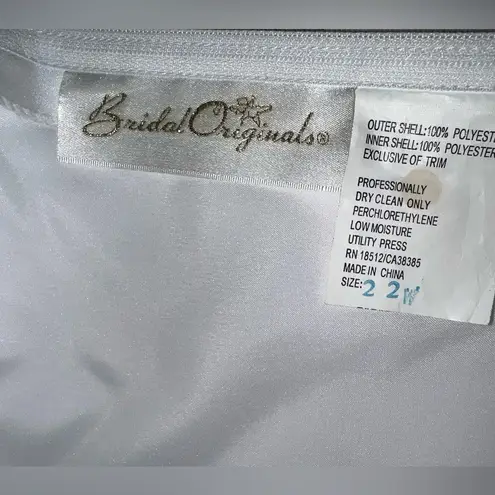 Bridal Originals®
OUTER SHELL:100% POLYEST
INNER SHELL:100% POLYESTER
EXCLUSIVE OF TRIM
PROFESSIONALLY
DRY CLEAN ONLY
PERCHLORETHYLENE
LOW MOISTURE
UTILITY PRESS
RN 18512/CA38385
MADE IN CHINA
SIZE: 22W